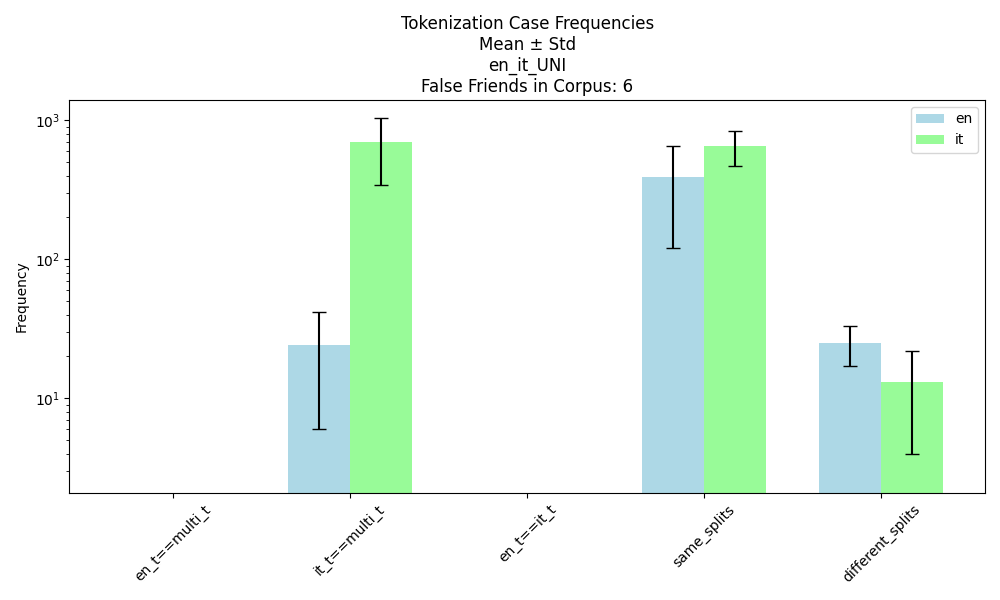 Tokenization Case Frequencies
Mean ± Std
en_it_UNI
False Friends in Corpus: 6
en
it
Frequency
10³
10²
10¹
en_t==multi_t
it_t==multi_t
en_t==it_t
same_splits
different_splits